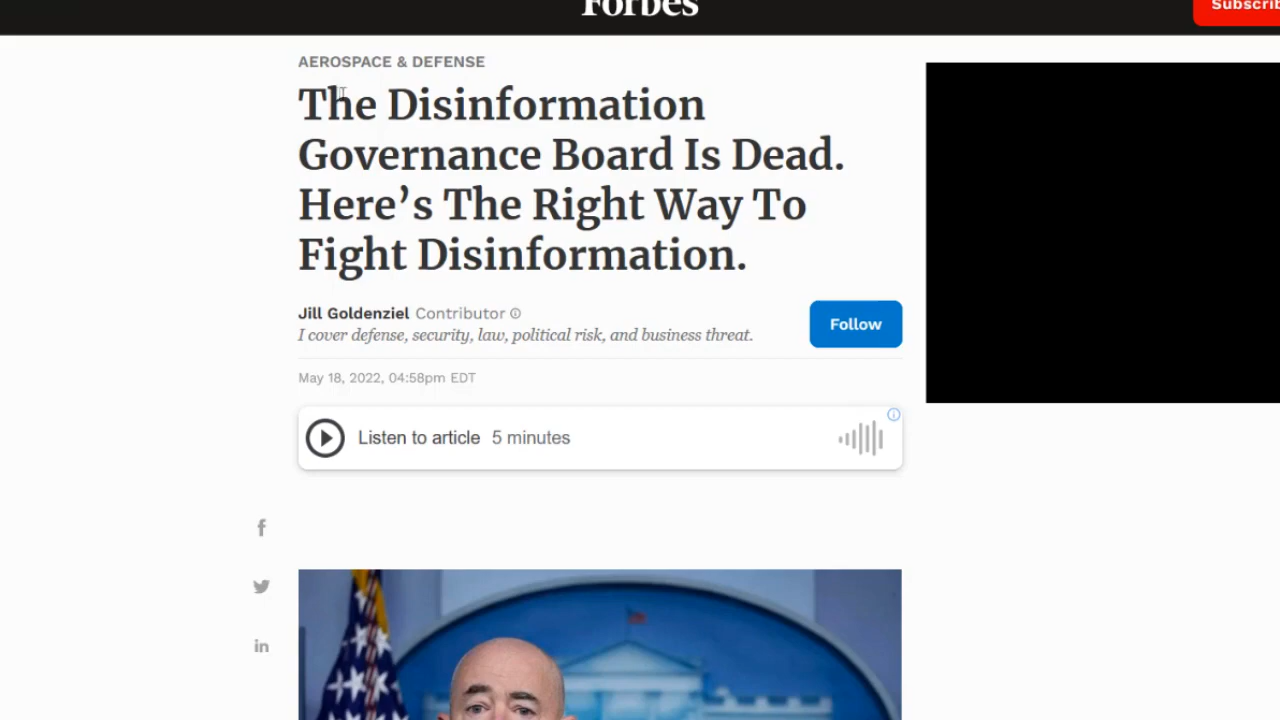 Forbes
AEROSPACE & DEFENSE
The Disinformation
Governance Board Is Dead.
Here's The Right Way To
Fight Disinformation.
Jill Goldenziel Contributor
I cover defense, security, law, political risk, and business threat.
Follow
May 18, 2022, 04:58pm EDT
Listen to article 5 minutes
f
in